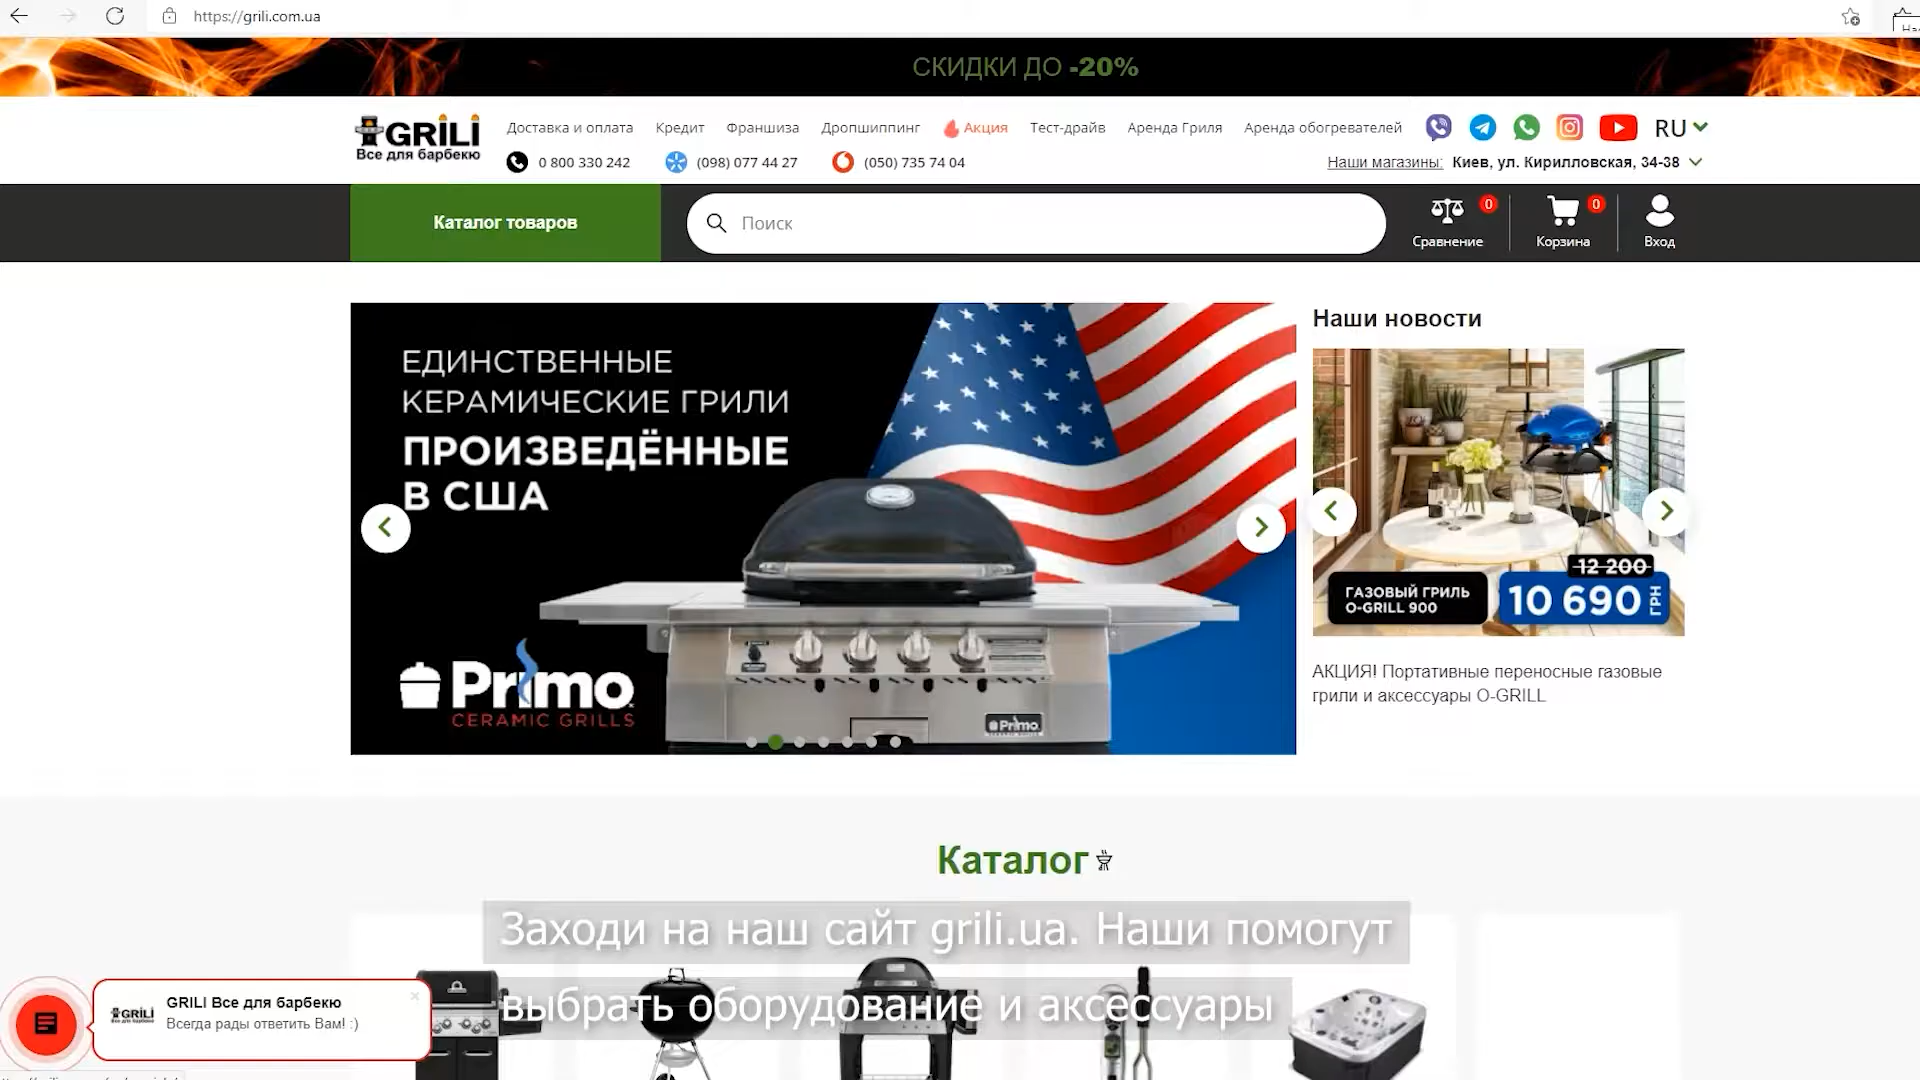 https://grili.com.ua
СКИДКИ ДО -20%
GRILI
Все для барбекю
Доставка и оплата Кредит Франшиза Дропшиппинг Акция Тест-драйв Аренда Гриля Аренда обогревателей RU
0 800 330 242 (098) 077 44 27 (050) 735 74 04 Наши магазины: Киев, ул. Кирилловская, 34-38
Каталог товаров
Поиск
0
Сравнение
0
Корзина
Вход
ЕДИНСТВЕННЫЕ
КЕРАМИЧЕСКИЕ ГРИЛИ
ПРОИЗВЕДЁННЫЕ
В США
Primo
CERAMIC GRILLS
Primo
Наши новости
12 200
ГАЗОВЫЙ ГРИЛЬ
O-GRILL 900
10 690 ГРН
АКЦИЯ! Портативные переносные газовые
грили и аксессуары O-GRILL
Каталог
Заходи на наш сайт grili.ua. Наши помогут
выбрать оборудование и аксессуары
GRILI
GRILI Все для барбекю
Всегда рады ответить Вам! :)